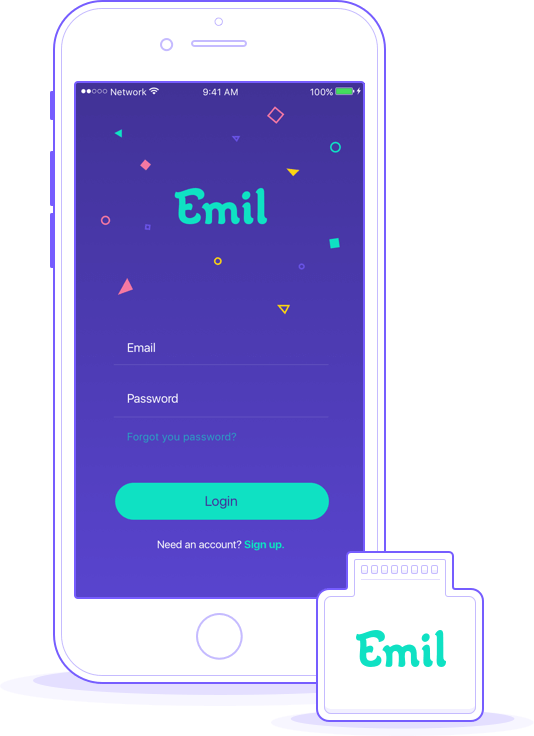 Network 9:41 AM 100%
Emil
Email
Password
Forgot you password?
Login
Need an account? Sign up.
Emil